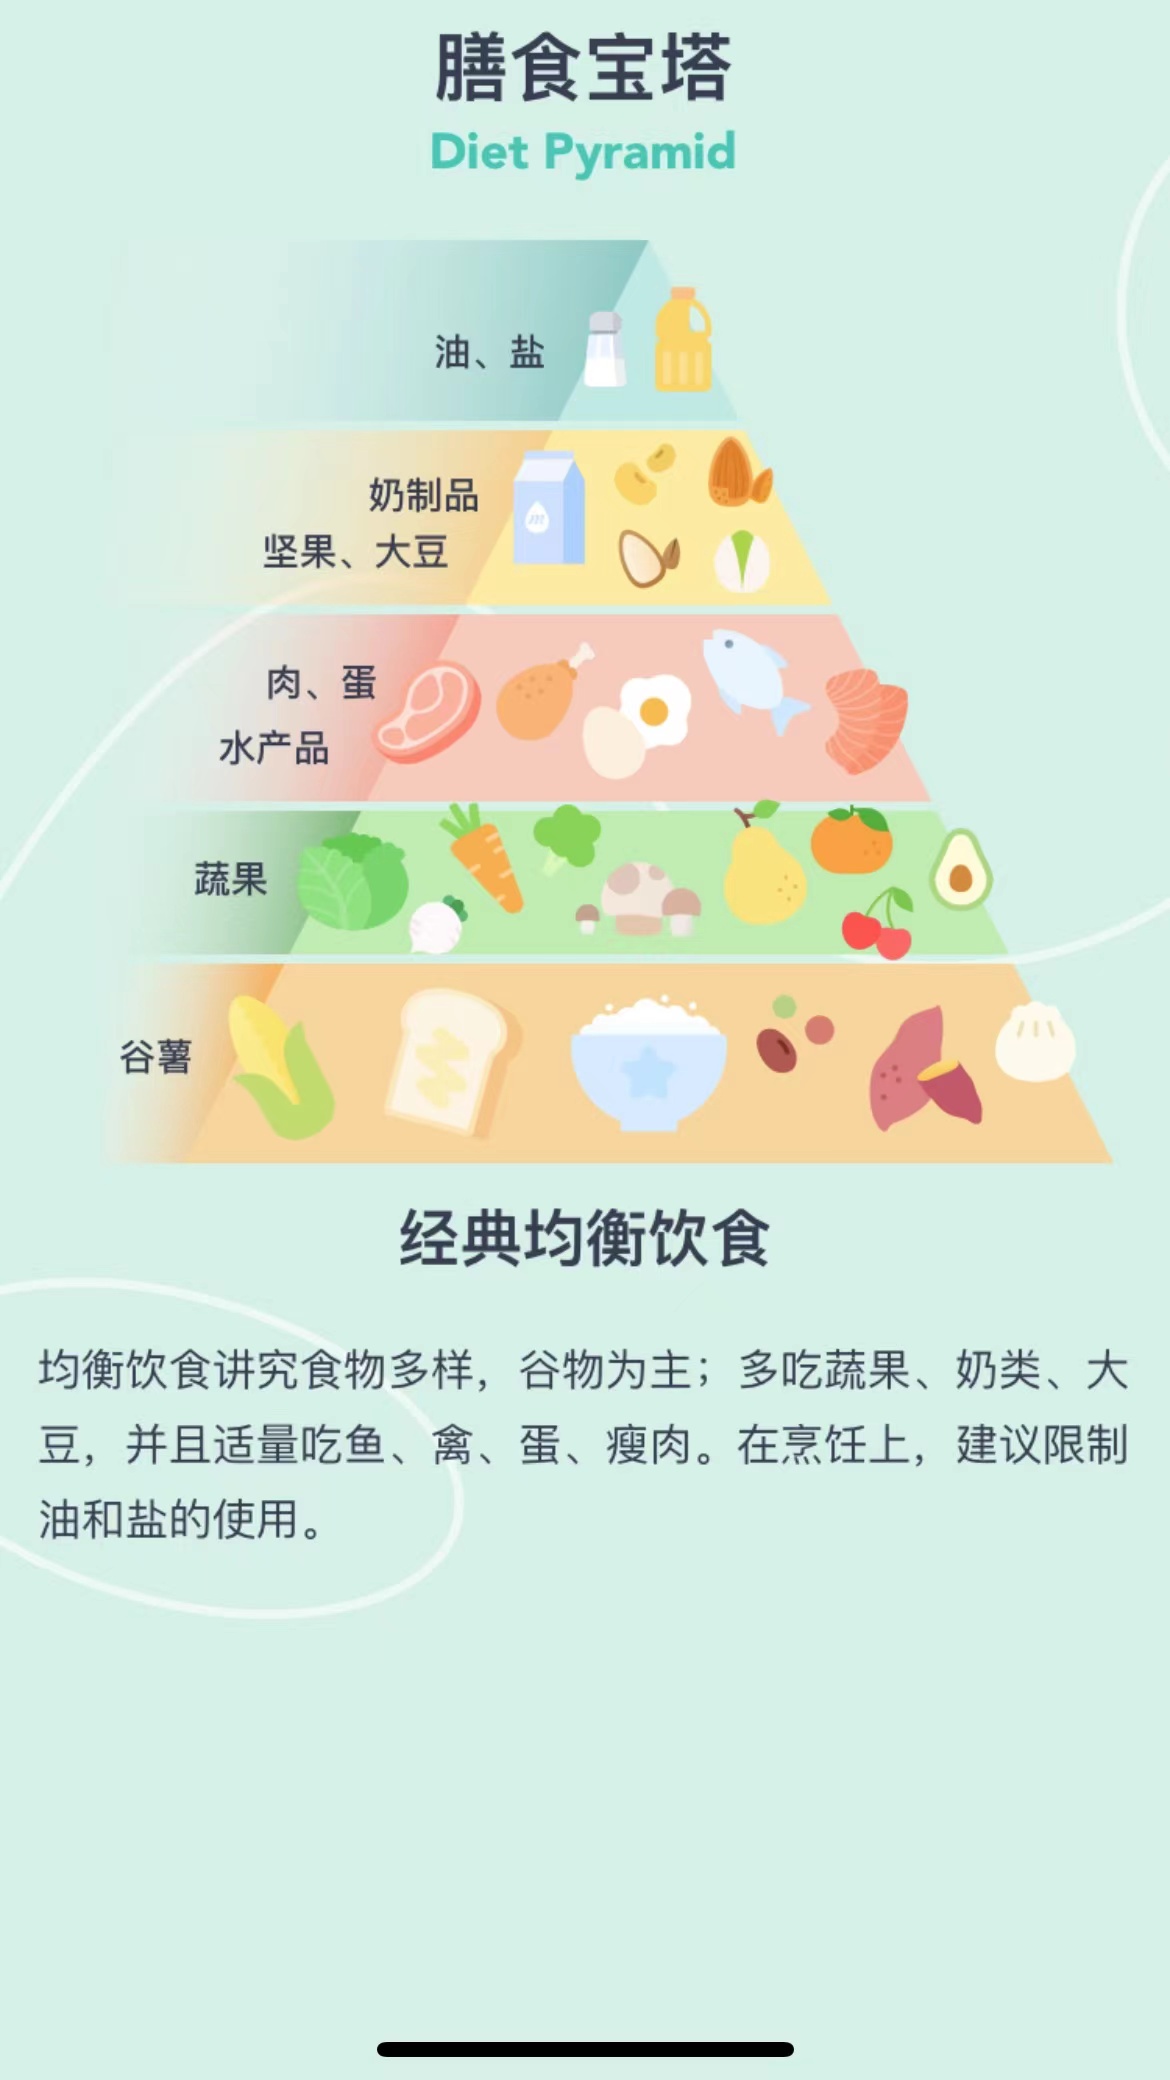 膳食宝塔
Diet Pyramid
油、盐
奶制品
坚果、大豆
m
肉、蛋
水产品
蔬果
谷薯
经典均衡饮食
均衡饮食讲究食物多样，谷物为主；多吃蔬果、奶类、大
豆，并且适量吃鱼、禽、蛋、瘦肉。在烹饪上，建议限制
油和盐的使用。